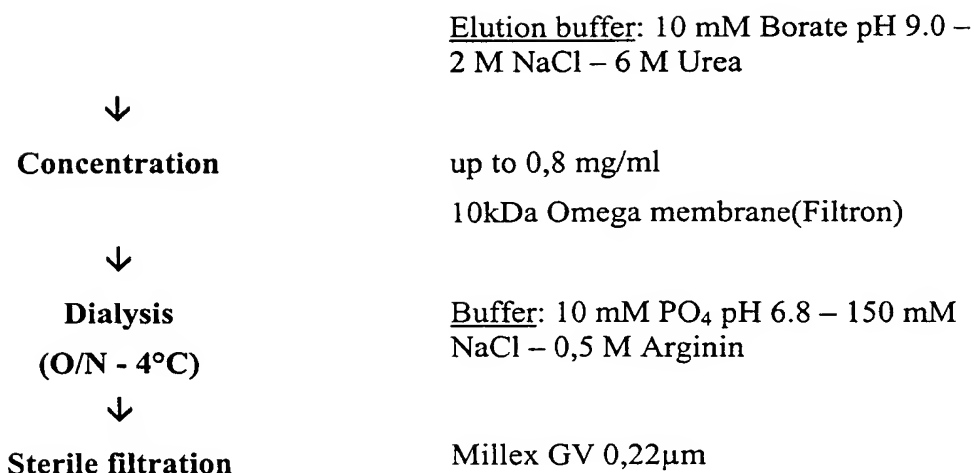 Elution buffer: 10 mM Borate pH 9.0 –
2 M NaCl – 6 M Urea
↓
Concentration
up to 0,8 mg/ml
10kDa Omega membrane(Filtron)
↓
Dialysis
(O/N - 4°C)
Buffer: 10 mM PO₄ pH 6.8 – 150 mM
NaCl – 0,5 M Arginin
↓
Sterile filtration
Millex GV 0,22µm